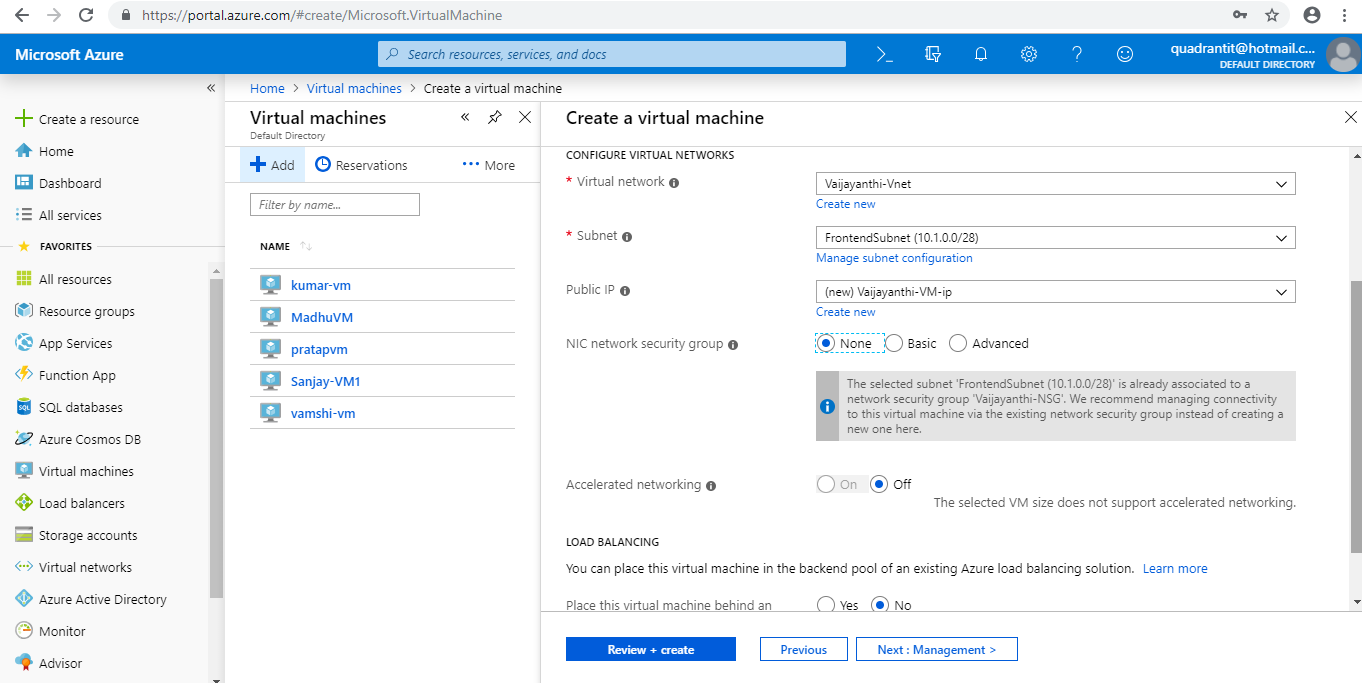 https://portal.azure.com/#create/Microsoft.VirtualMachine
Microsoft Azure
Search resources, services, and docs
quadrantit@hotmail.c...
DEFAULT DIRECTORY
Create a resource
Home
Dashboard
All services
FAVORITES
All resources
Resource groups
App Services
Function App
SQL databases
Azure Cosmos DB
Virtual machines
Load balancers
Storage accounts
Virtual networks
Azure Active Directory
Monitor
Advisor
Home > Virtual machines > Create a virtual machine
Virtual machines
Default Directory
Add Reservations More
Filter by name...
NAME
kumar-vm
MadhuVM
pratapvm
Sanjay-VM1
vamshi-vm
Create a virtual machine
CONFIGURE VIRTUAL NETWORKS
* Virtual network
Vaijayanthi-Vnet
Create new
* Subnet
FrontendSubnet (10.1.0.0/28)
Manage subnet configuration
Public IP
(new) Vaijayanthi-VM-ip
Create new
NIC network security group
None Basic Advanced
The selected subnet 'FrontendSubnet (10.1.0.0/28)' is already associated to a
network security group 'Vaijayanthi-NSG'. We recommend managing connectivity
to this virtual machine via the existing network security group instead of creating a
new one here.
Accelerated networking
On Off
The selected VM size does not support accelerated networking.
LOAD BALANCING
You can place this virtual machine in the backend pool of an existing Azure load balancing solution. Learn more
Place this virtual machine behind an
Yes No
Review + create
Previous
Next : Management >